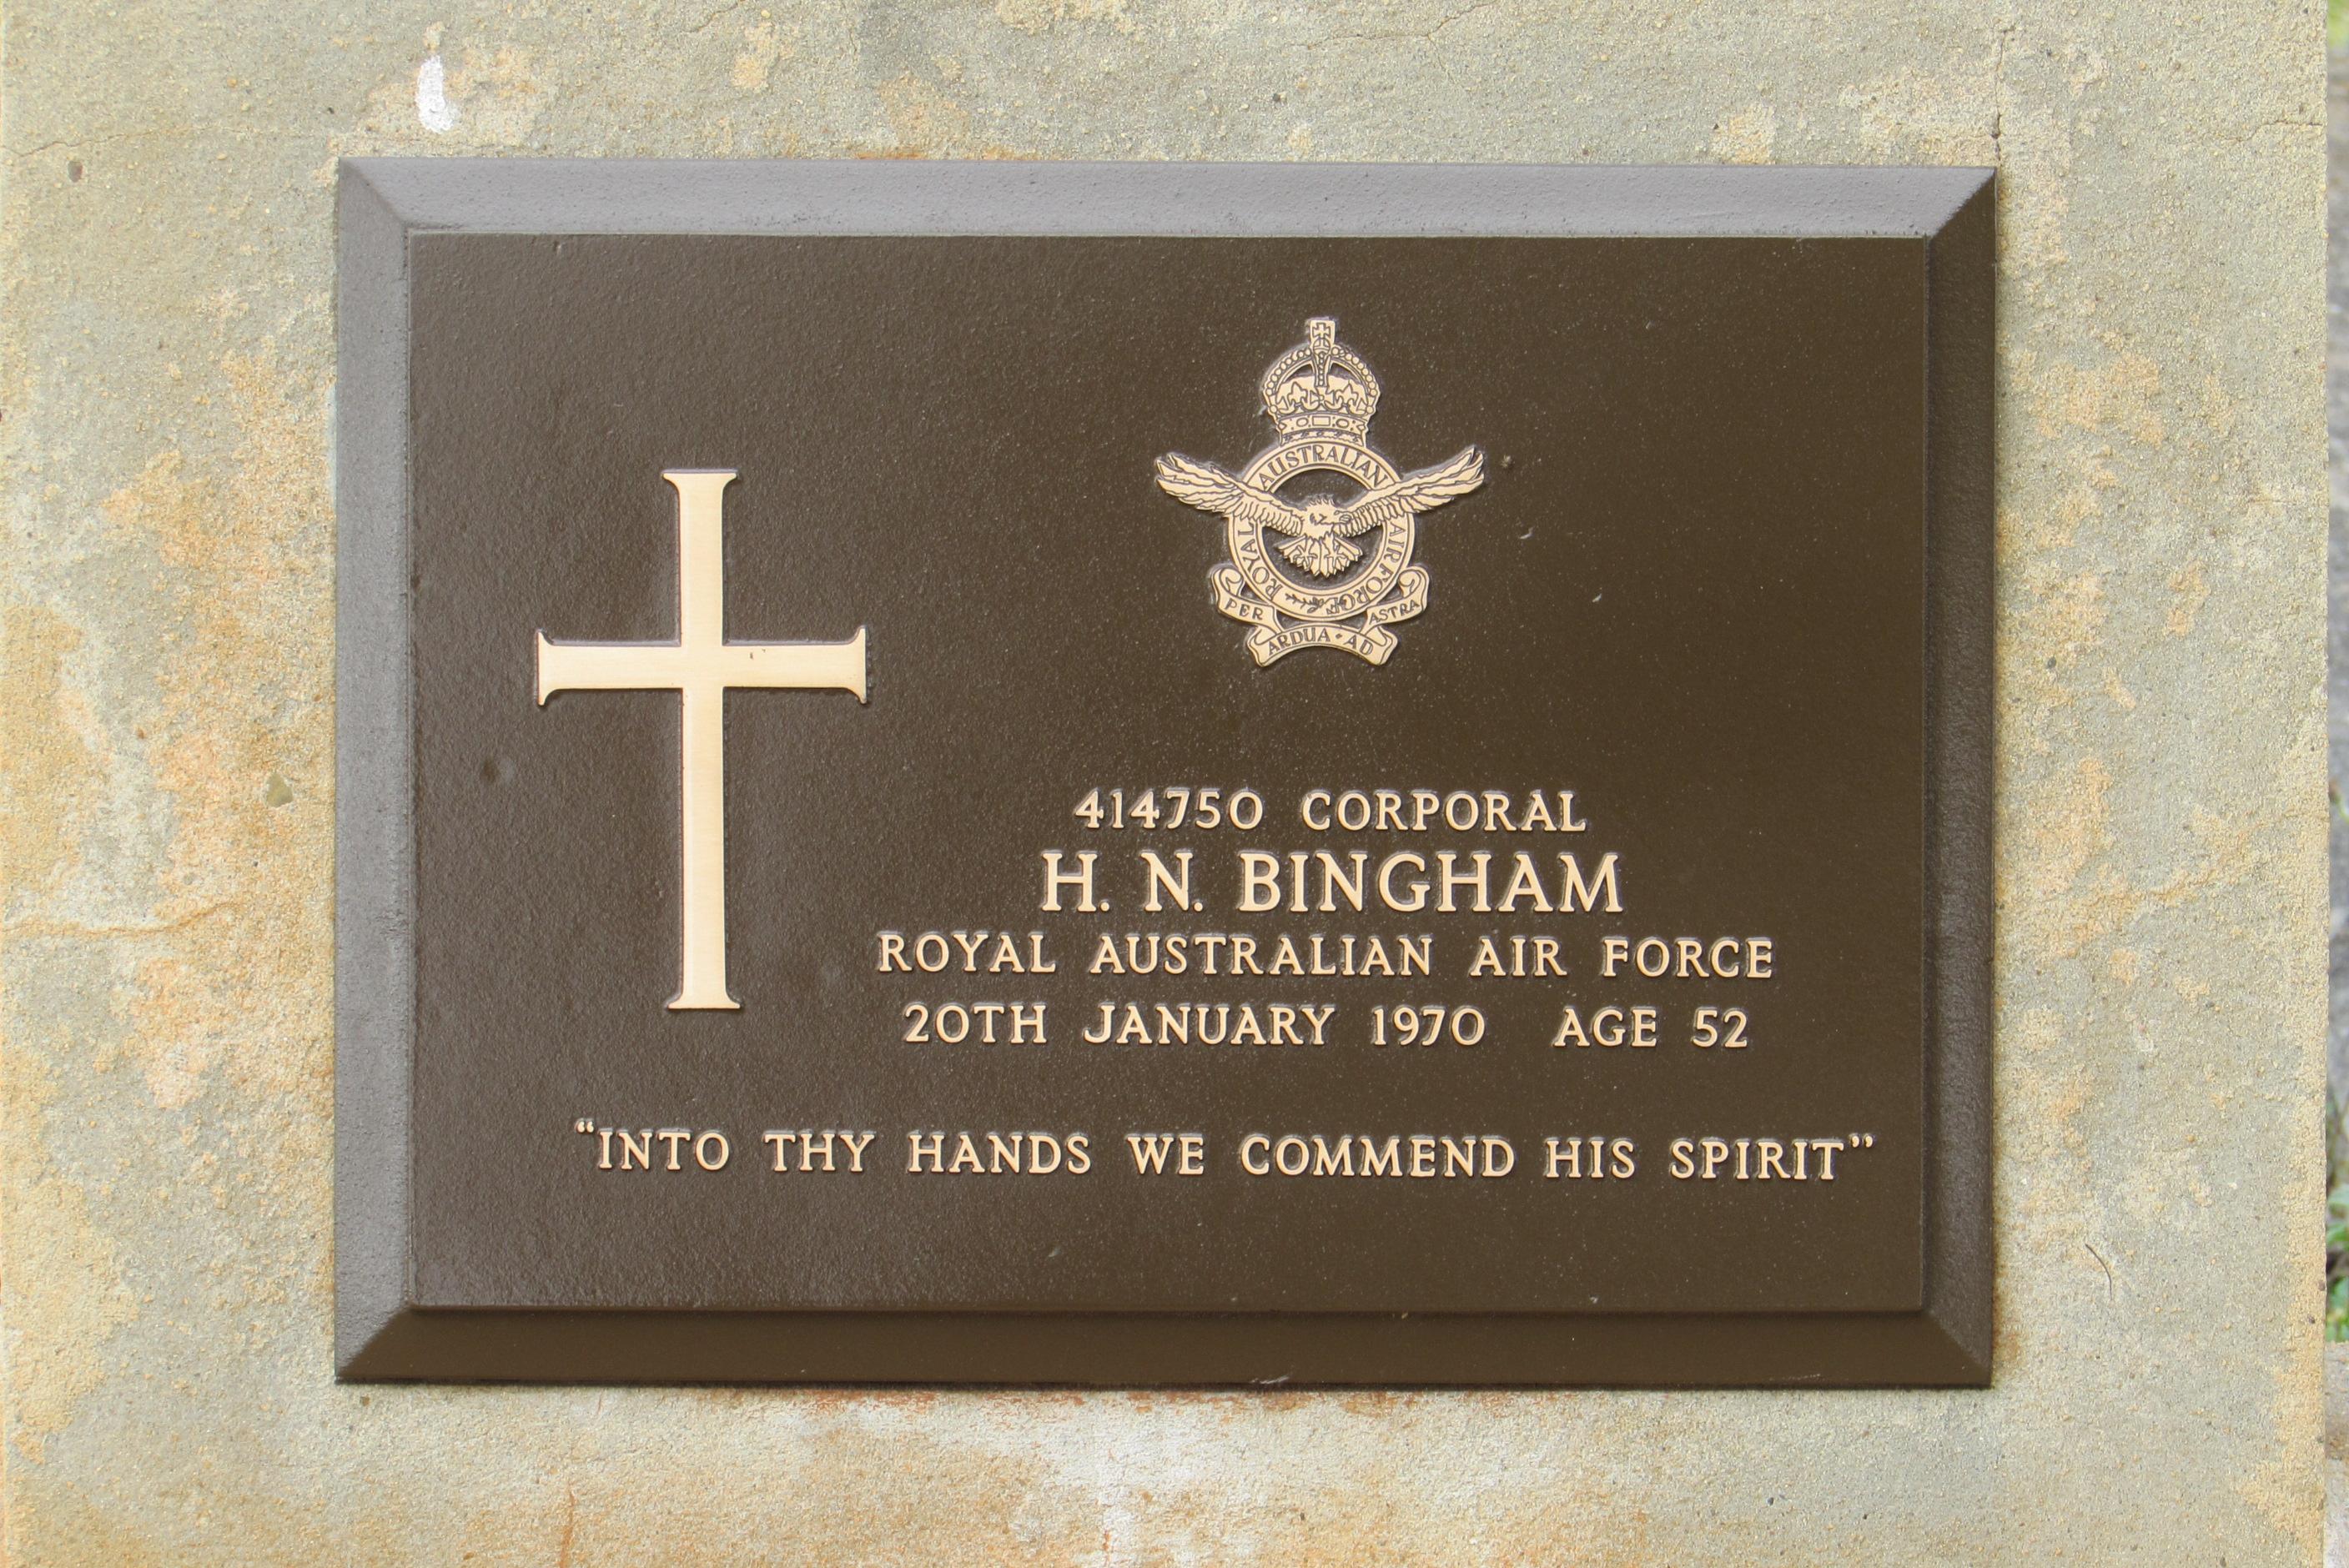 ROYAL AUSTRALIAN AIR FORCE
PER ARDUA · AD ASTRA
414750 CORPORAL
H. N. BINGHAM
ROYAL AUSTRALIAN AIR FORCE
20TH JANUARY 1970 AGE 52
“INTO THY HANDS WE COMMEND HIS SPIRIT”